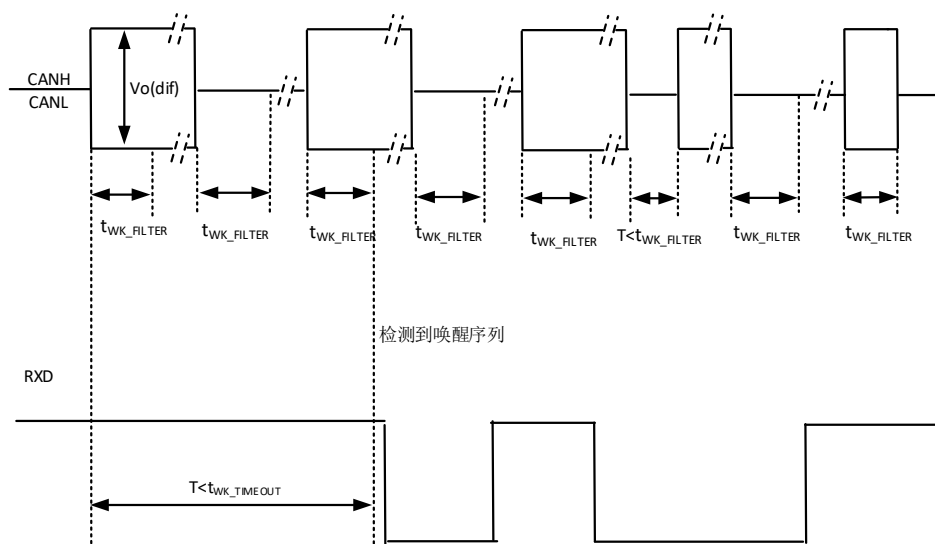 CANH
CANL
Vo(dif)
tWK_FILTER
tWK_FILTER
tWK_FILTER
tWK_FILTER
tWK_FILTER
T<tWK_FILTER
tWK_FILTER
tWK_FILTER
检测到唤醒序列
RXD
T<tWK_TIMEOUT